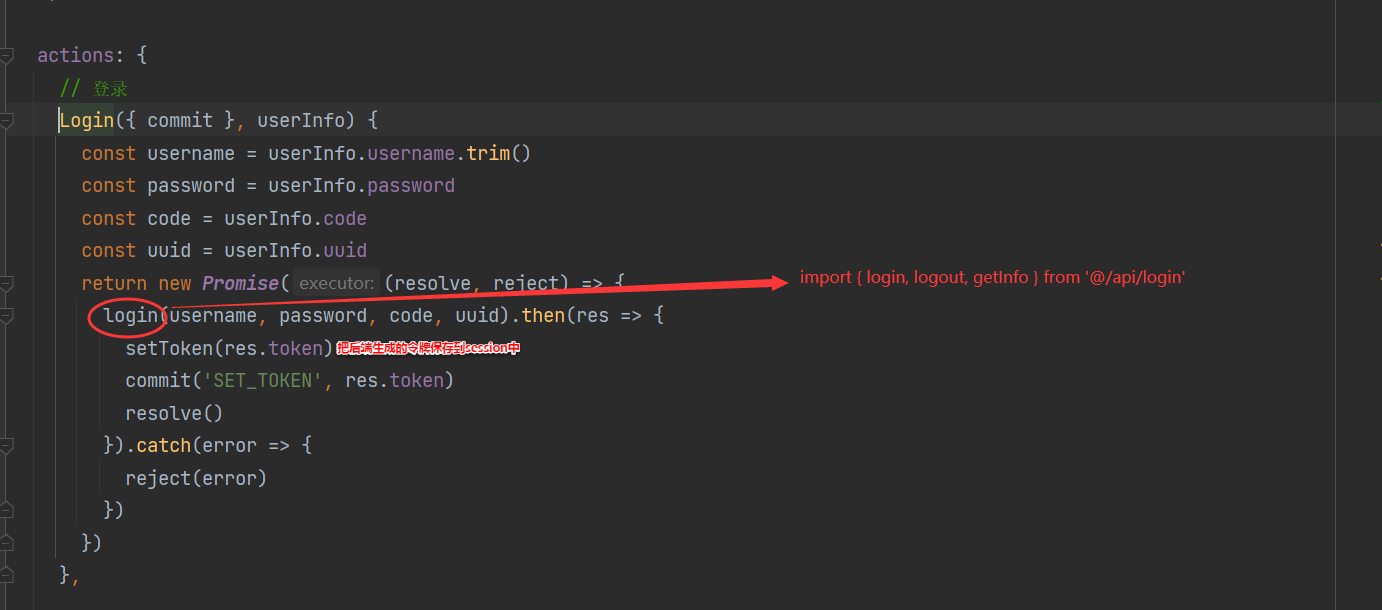 actions: {
// 登录
Login({ commit }, userInfo) {
const username = userInfo.username.trim()
const password = userInfo.password
const code = userInfo.code
const uuid = userInfo.uuid
return new Promise( executor: (resolve, reject) => {
import { login, logout, getInfo } from '@/api/login'
login(username, password, code, uuid).then(res => {
setToken(res.token) 把后端生成的令牌保存到session中
commit('SET_TOKEN', res.token)
resolve()
}).catch(error => {
reject(error)
})
})
},